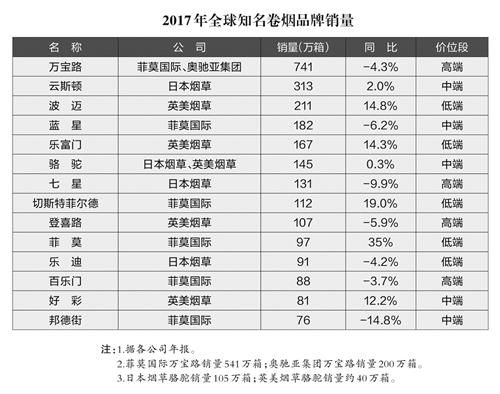 2017年全球知名卷烟品牌销量
名 称 公 司 销量(万箱) 同 比 价位段
万宝路 菲莫国际、奥驰亚集团 741 -4.3% 高端
云斯顿 日本烟草 313 2.0% 中端
波 迈 英美烟草 211 14.8% 低端
蓝 星 菲莫国际 182 -6.2% 中端
乐富门 英美烟草 167 14.3% 低端
骆 驼 日本烟草、英美烟草 145 0.3% 中端
七 星 日本烟草 131 -9.9% 高端
切斯特菲尔德 菲莫国际 112 19.0% 低端
登喜路 英美烟草 107 -5.9% 高端
菲 莫 菲莫国际 97 35% 低端
乐 迪 日本烟草 91 -4.2% 低端
百乐门 菲莫国际 88 -3.7% 高端
好 彩 英美烟草 81 12.2% 中端
邦德街 菲莫国际 76 -14.8% 中端
注:1.据各公司年报。
2.菲莫国际万宝路销量541万箱;奥驰亚集团万宝路销量200万箱。
3.日本烟草骆驼销量105万箱;英美烟草骆驼销量约40万箱。